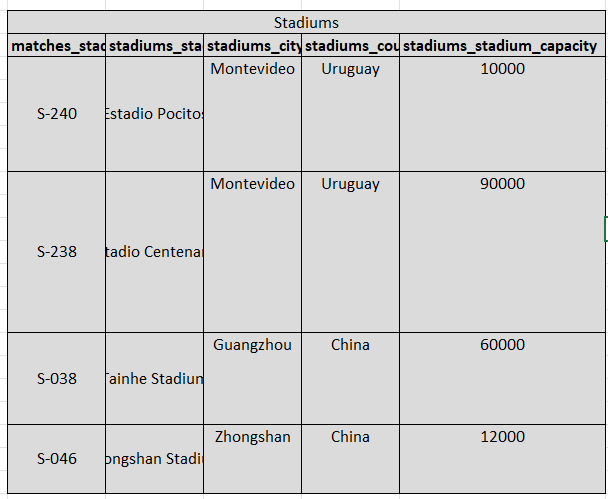 Stadiums
matches_stad stadiums_sta stadiums_city stadiums_cou stadiums_stadium_capacity
Montevideo Uruguay 10000
S-240 Estadio Pocitos
Montevideo Uruguay 90000
S-238 tadio Centenar
Guangzhou China 60000
S-038 Tainhe Stadium
Zhongshan China 12000
S-046 ongshan Stadi